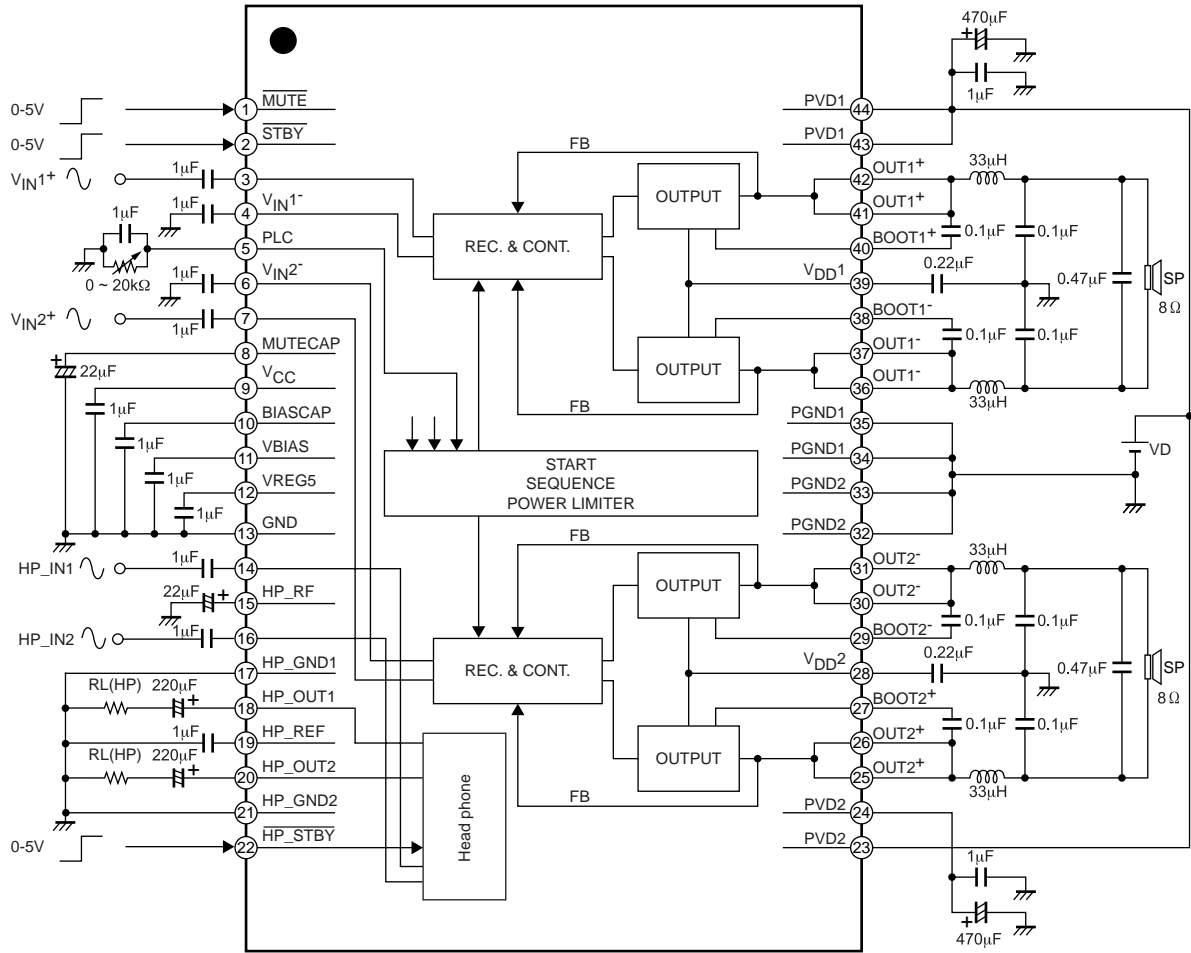 470μF
+
1μF
0-5V
1
MUTE
PVD1
44
0-5V
2
STBY
PVD1
43
FB
VIN1+
1μF
3
OUTPUT
42
OUT1+
33μH
1μF
4
VIN1-
41
OUT1+
1μF
5
PLC
REC. & CONT.
40
BOOT1+
0.1μF
0.1μF
0 ~ 20kΩ
1μF
6
VIN2-
VDD1
39
0.22μF
0.47μF
SP
8Ω
VIN2+
1μF
7
38
BOOT1-
+
22μF
8
MUTECAP
OUTPUT
37
OUT1-
0.1μF
0.1μF
9
VCC
36
OUT1-
33μH
1μF
FB
10
BIASCAP
PGND1
35
1μF
11
VBIAS
PGND1
34
VD
1μF
START
SEQUENCE
POWER LIMITER
12
VREG5
PGND2
33
1μF
13
GND
PGND2
32
FB
HP_IN1
1μF
14
OUTPUT
31
OUT2-
33μH
22μF
+
15
HP_RF
30
OUT2-
HP_IN2
1μF
16
29
BOOT2-
0.1μF
0.1μF
17
HP_GND1
REC. & CONT.
VDD2
28
0.22μF
0.47μF
SP
8Ω
RL(HP)
220μF
+
18
HP_OUT1
27
BOOT2+
1μF
19
HP_REF
OUTPUT
26
OUT2+
0.1μF
0.1μF
RL(HP)
220μF
+
20
HP_OUT2
25
OUT2+
33μH
FB
21
HP_GND2
PVD2
24
0-5V
22
HP_STBY
Head phone
PVD2
23
1μF
+
470μF